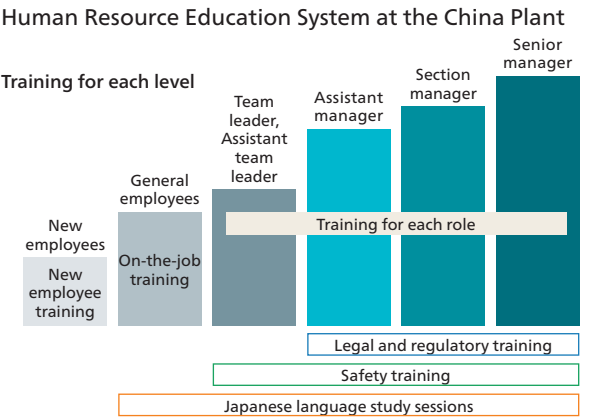 Human Resource Education System at the China Plant
Training for each level
New
employees
New
employee
training
General
employees
On-the-job
training
Team
leader,
Assistant
team
leader
Assistant
manager
Section
manager
Senior
manager
Training for each role
Legal and regulatory training
Safety training
Japanese language study sessions